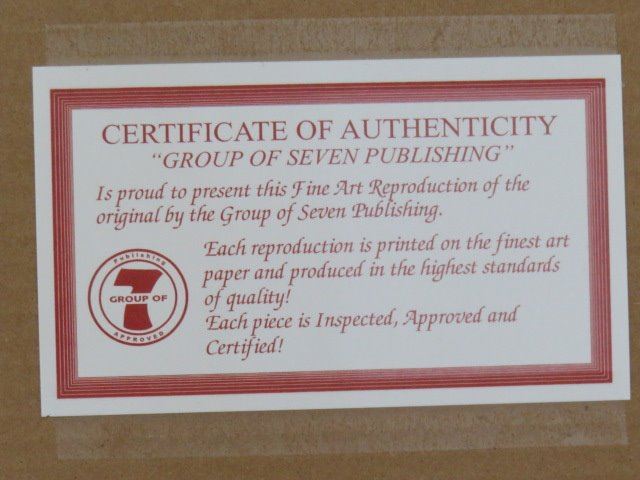 CERTIFICATE OF AUTHENTICITY
"GROUP OF SEVEN PUBLISHING"
Is proud to present this Fine Art Reproduction of the
original by the Group of Seven Publishing.
Each reproduction is printed on the finest art
paper and produced in the highest standards
of quality!
Each piece is Inspected, Approved and
Certified!
Publishing
GROUP OF
7
APPROVED